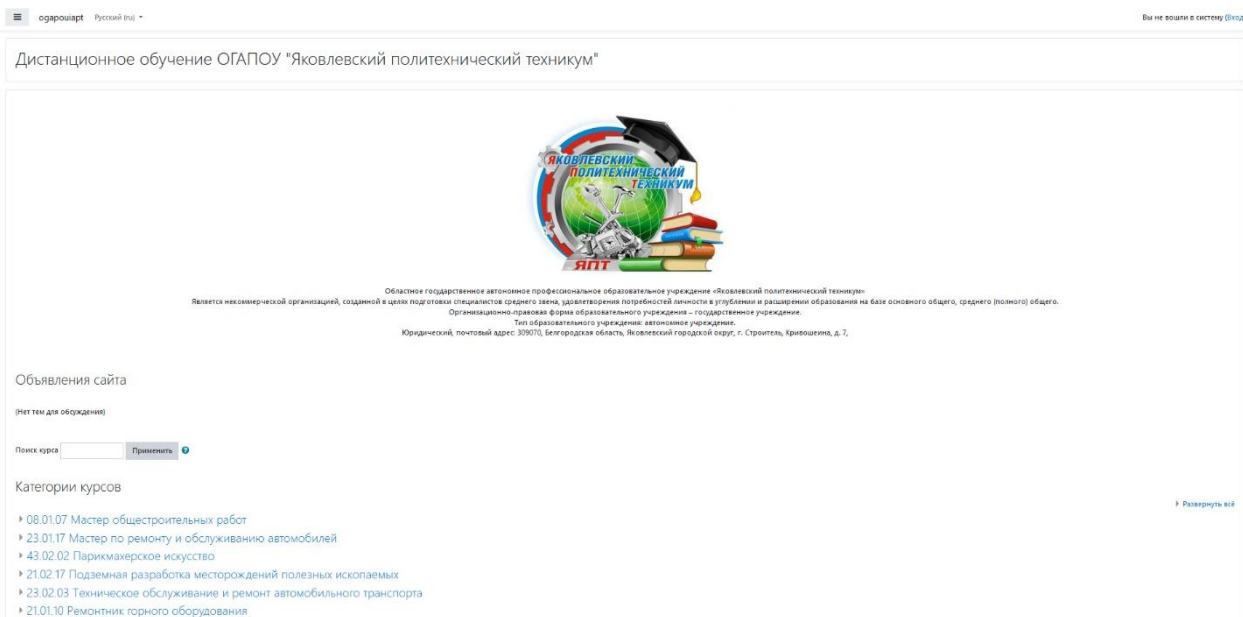 ogapouiapt Русский (ru)
Вы не вошли в систему (Вход
Дистанционное обучение ОГАПОУ "Яковлевский политехнический техникум"
ЯКОВЛЕВСКИЙ
ПОЛИТЕХНИЧЕСКИЙ
ТЕХНИКУМ
ЯПТ
Областное государственное автономное профессиональное образовательное учреждение «Яковлевский политехнический техникум»
Является некоммерческой организацией, созданной в целях подготовки специалистов среднего звена, удовлетворения потребностей личности в углублении и расширении образования на базе основного общего, среднего (полного) общего.
Организационно-правовая форма образовательного учреждения – государственное учреждение.
Тип образовательного учреждения: автономное учреждение.
Юридический, почтовый адрес: 309070, Белгородская область, Яковлевский городской округ, г. Строитель, Кривошеина, д. 7,
Объявления сайта
(Нет тем для обсуждения)
Поиск курса Применить
Категории курсов
Развернуть всё
08.01.07 Мастер общестроительных работ
23.01.17 Мастер по ремонту и обслуживанию автомобилей
43.02.02 Парикмахерское искусство
21.02.17 Подземная разработка месторождений полезных ископаемых
23.02.03 Техническое обслуживание и ремонт автомобильного транспорта
21.01.10 Ремонтник горного оборудования